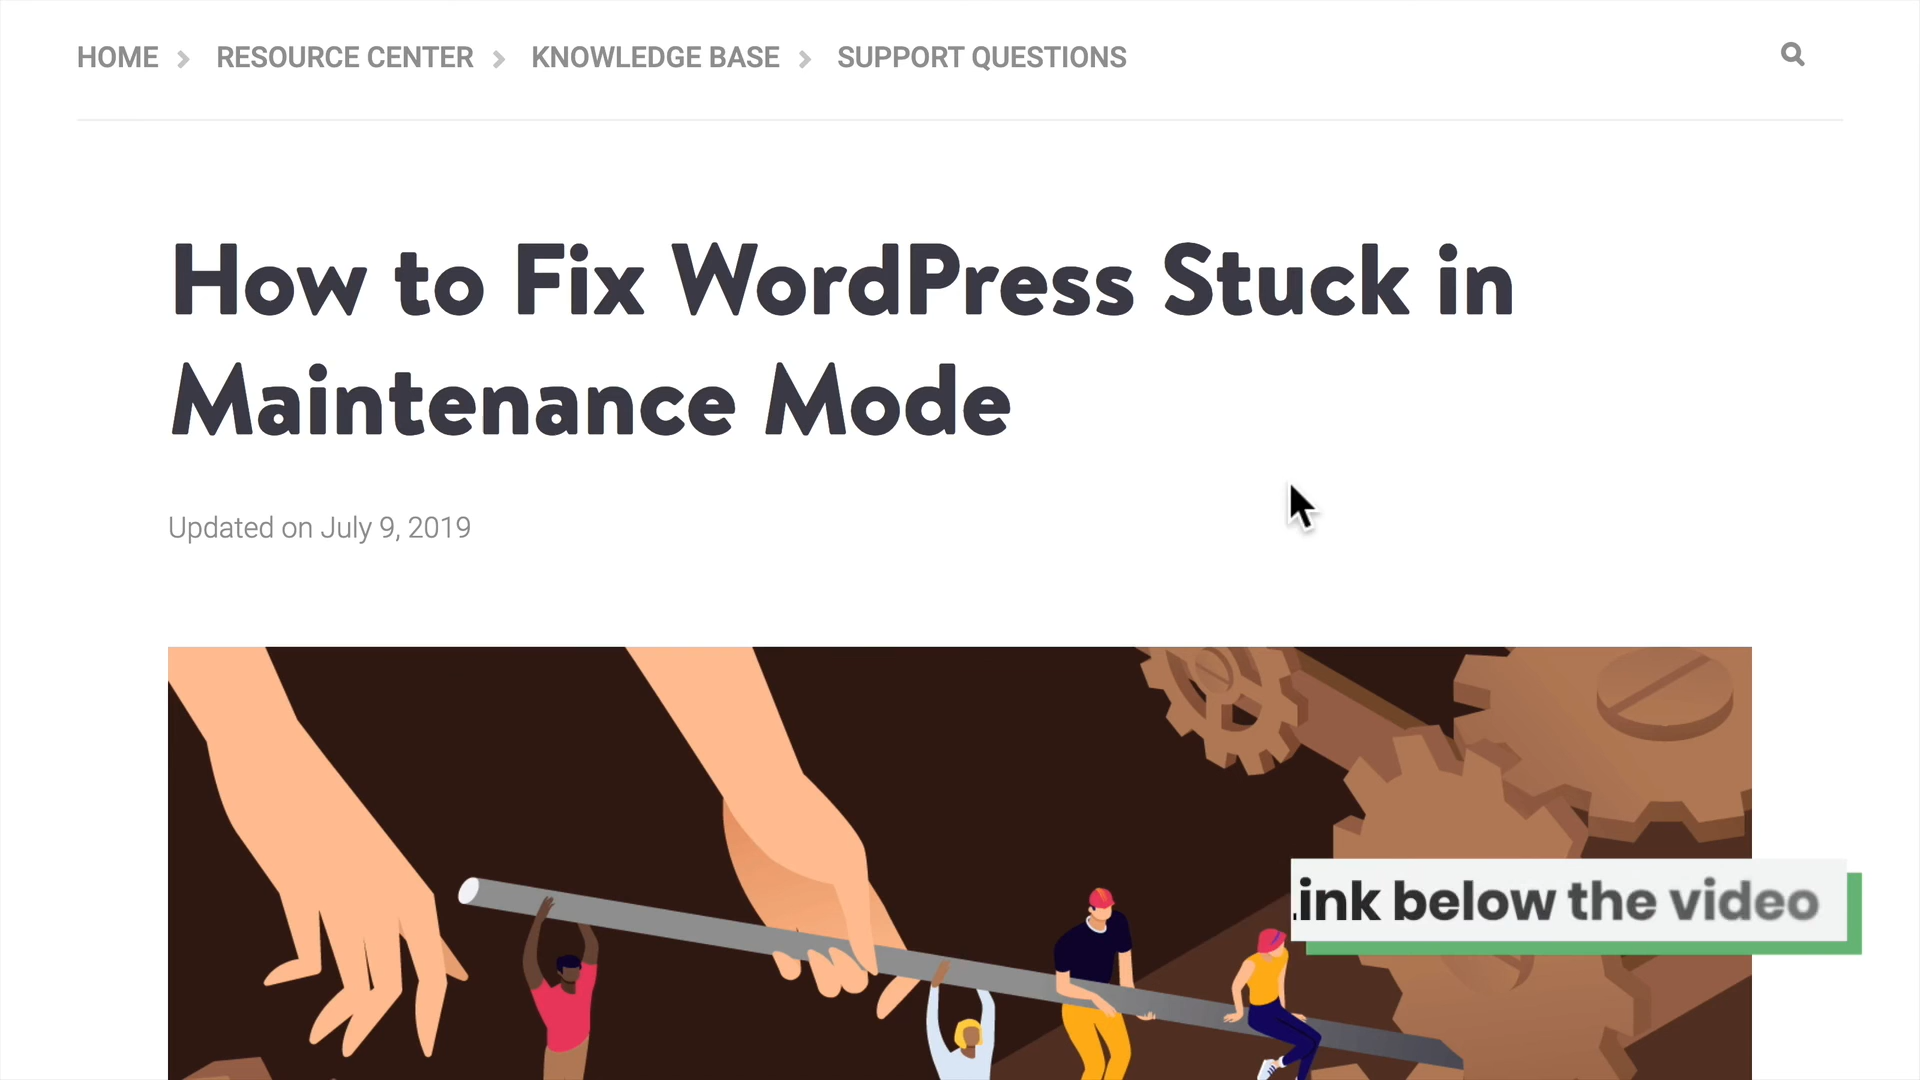 HOME
RESOURCE CENTER
KNOWLEDGE BASE
SUPPORT QUESTIONS
How to Fix WordPress Stuck in
Maintenance Mode
Updated on July 9, 2019
ink below the video